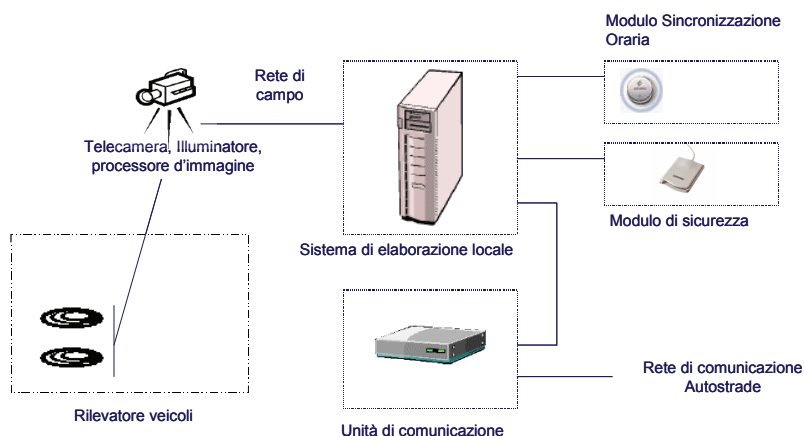 Modulo Sincronizzazione
Oraria
Rete di
campo
Telecamera, Illuminatore,
processore d'immagine
Modulo di sicurezza
Sistema di elaborazione locale
Rete di comunicazione
Autostrade
Rilevatore veicoli
Unità di comunicazione